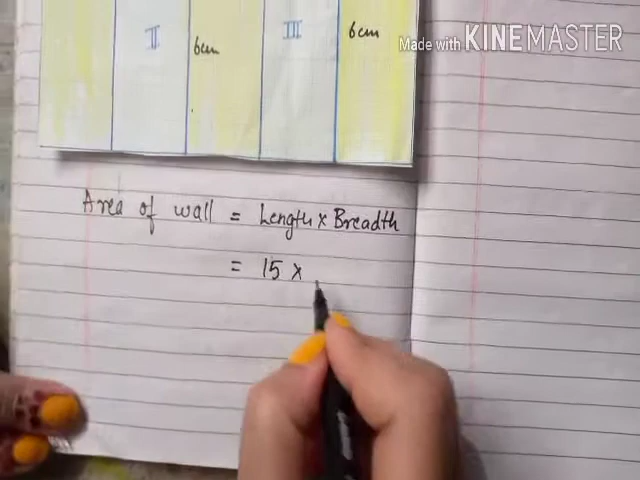 II 6cm III 6cm
Made with KINEMASTER
Area of wall = Length × Breadth
= 15 ×